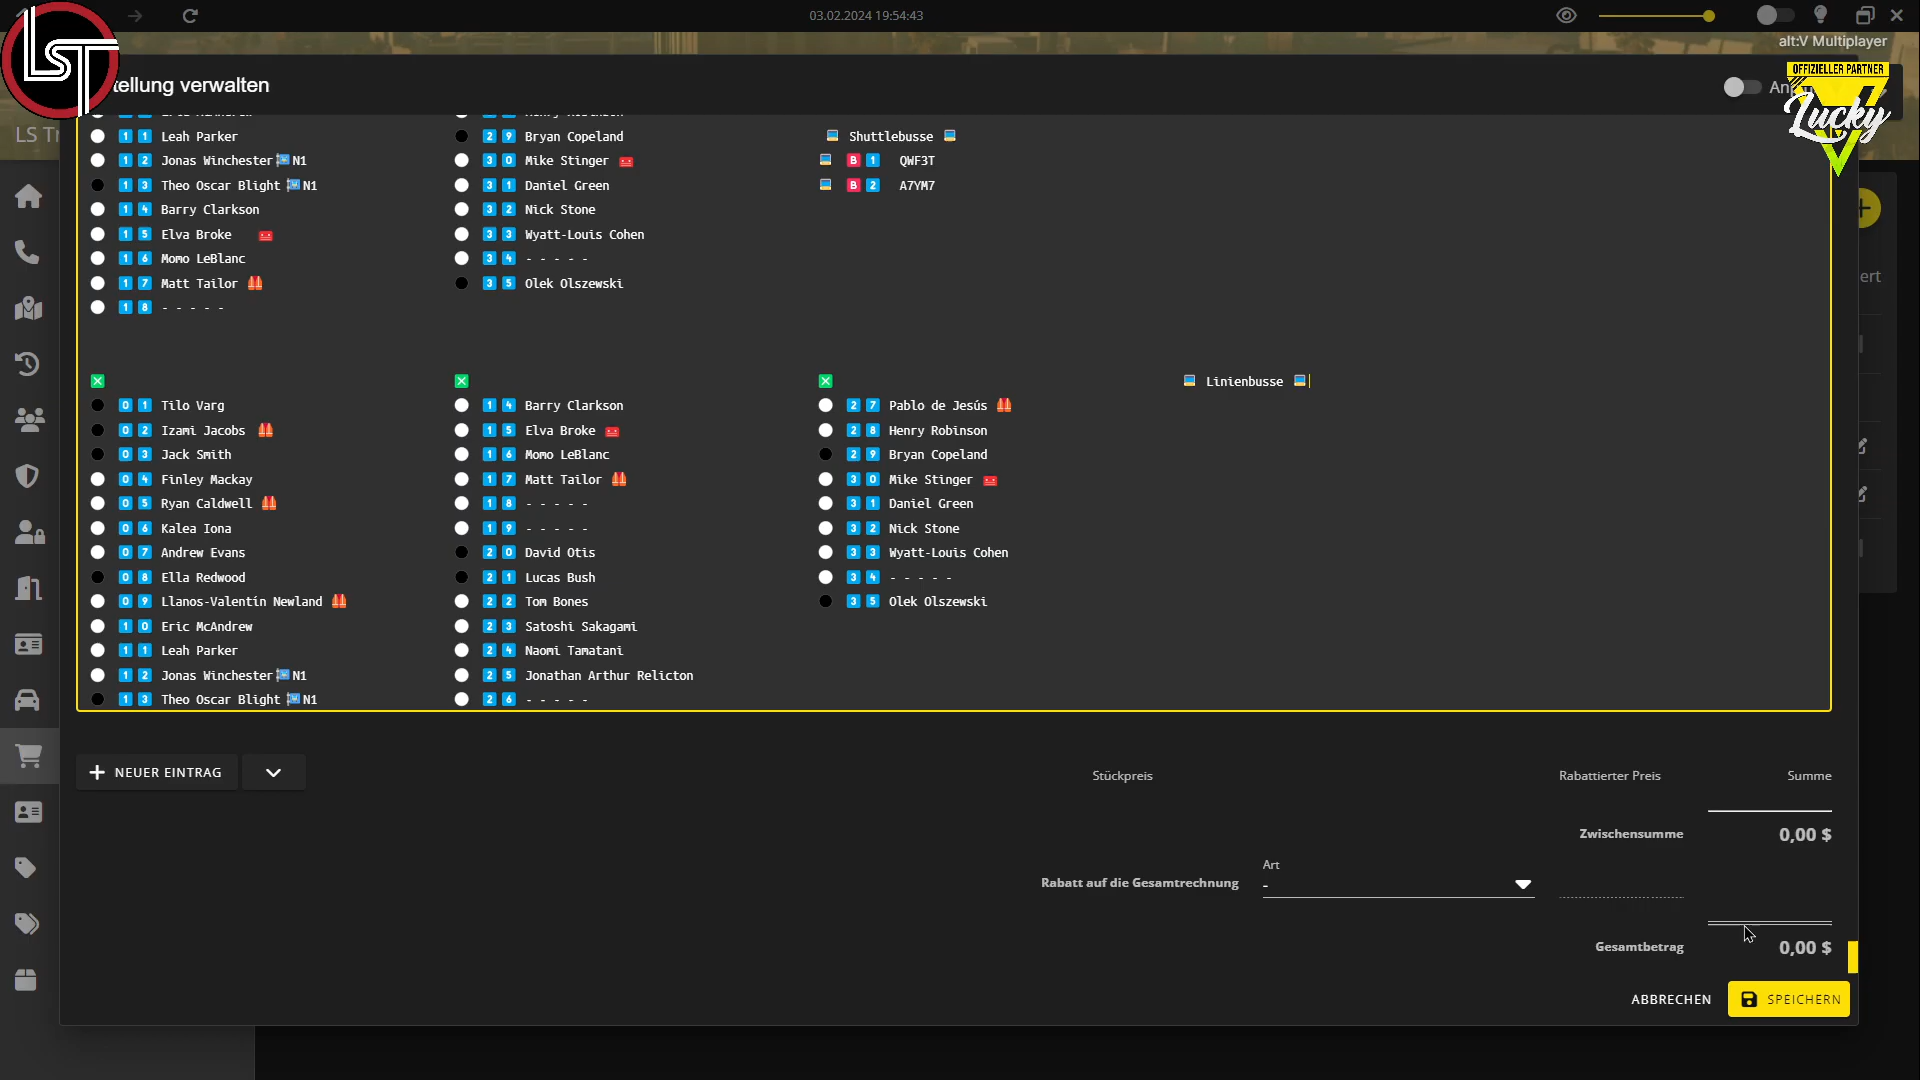 03.02.2024 19:54:43
alt:V Multiplayer
LST
OFFIZIELLER PARTNER
Lucky V
tellung verwalten
LS Tr
ert
1 1 Leah Parker
1 2 Jonas Winchester N1
1 3 Theo Oscar Blight N1
1 4 Barry Clarkson
1 5 Elva Broke
1 6 Momo LeBlanc
1 7 Matt Tailor
1 8 - - - - -
2 9 Bryan Copeland
3 0 Mike Stinger
3 1 Daniel Green
3 2 Nick Stone
3 3 Wyatt-Louis Cohen
3 4 - - - - -
3 5 Olek Olszewski
Shuttlebusse
B 1 QWF3T
B 2 A7YM7
0 1 Tilo Varg
0 2 Izami Jacobs
0 3 Jack Smith
0 4 Finley Mackay
0 5 Ryan Caldwell
0 6 Kalea Iona
0 7 Andrew Evans
0 8 Ella Redwood
0 9 Llanos-Valentín Newland
1 0 Eric McAndrew
1 1 Leah Parker
1 2 Jonas Winchester N1
1 3 Theo Oscar Blight N1
1 4 Barry Clarkson
1 5 Elva Broke
1 6 Momo LeBlanc
1 7 Matt Tailor
1 8 - - - - -
1 9 - - - - -
2 0 David Otis
2 1 Lucas Bush
2 2 Tom Bones
2 3 Satoshi Sakagami
2 4 Naomi Tamatani
2 5 Jonathan Arthur Relicton
2 6 - - - - -
2 7 Pablo de Jesús
2 8 Henry Robinson
2 9 Bryan Copeland
3 0 Mike Stinger
3 1 Daniel Green
3 2 Nick Stone
3 3 Wyatt-Louis Cohen
3 4 - - - - -
3 5 Olek Olszewski
Linienbusse
NEUER EINTRAG
Stückpreis
Rabattierter Preis
Summe
Zwischensumme
0,00 $
Rabatt auf die Gesamtrechnung
Art
-
Gesamtbetrag
0,00 $
ABBRECHEN
SPEICHERN